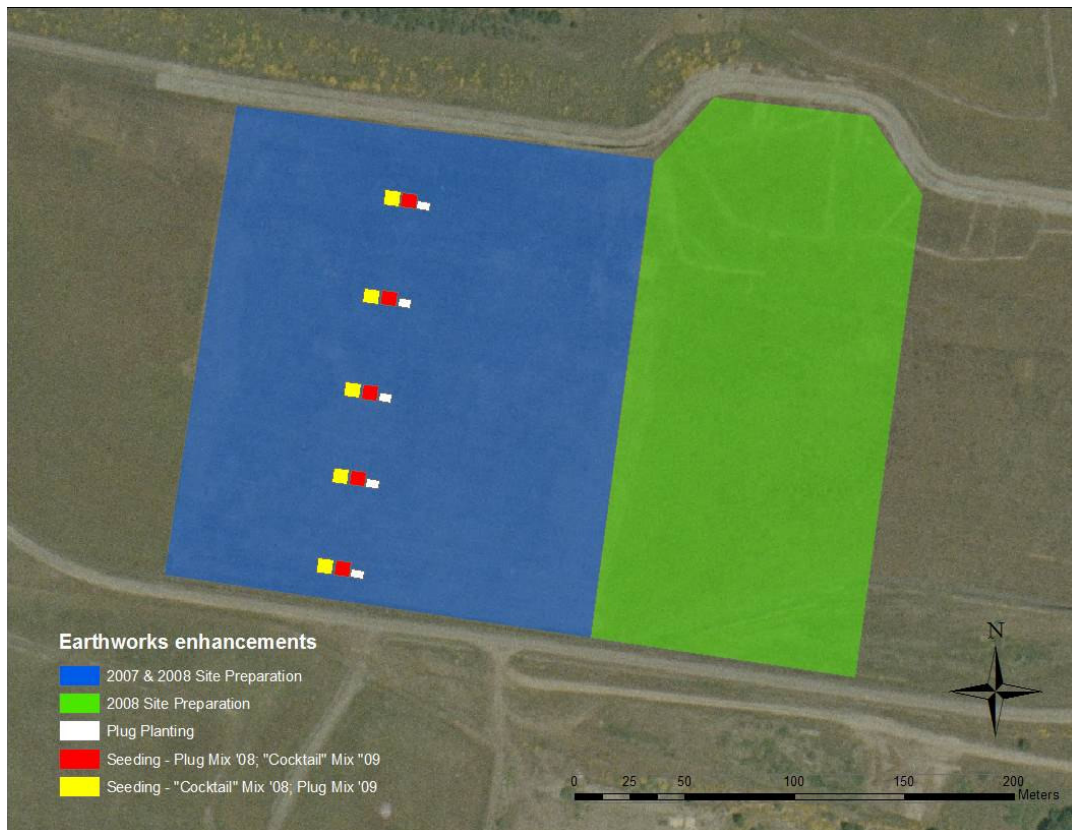 Earthworks enhancements
2007 & 2008 Site Preparation
2008 Site Preparation
Plug Planting
Seeding - Plug Mix '08; "Cocktail" Mix "09
Seeding - "Cocktail" Mix '08; Plug Mix '09
N
0 25 50 100 150 200
Meters